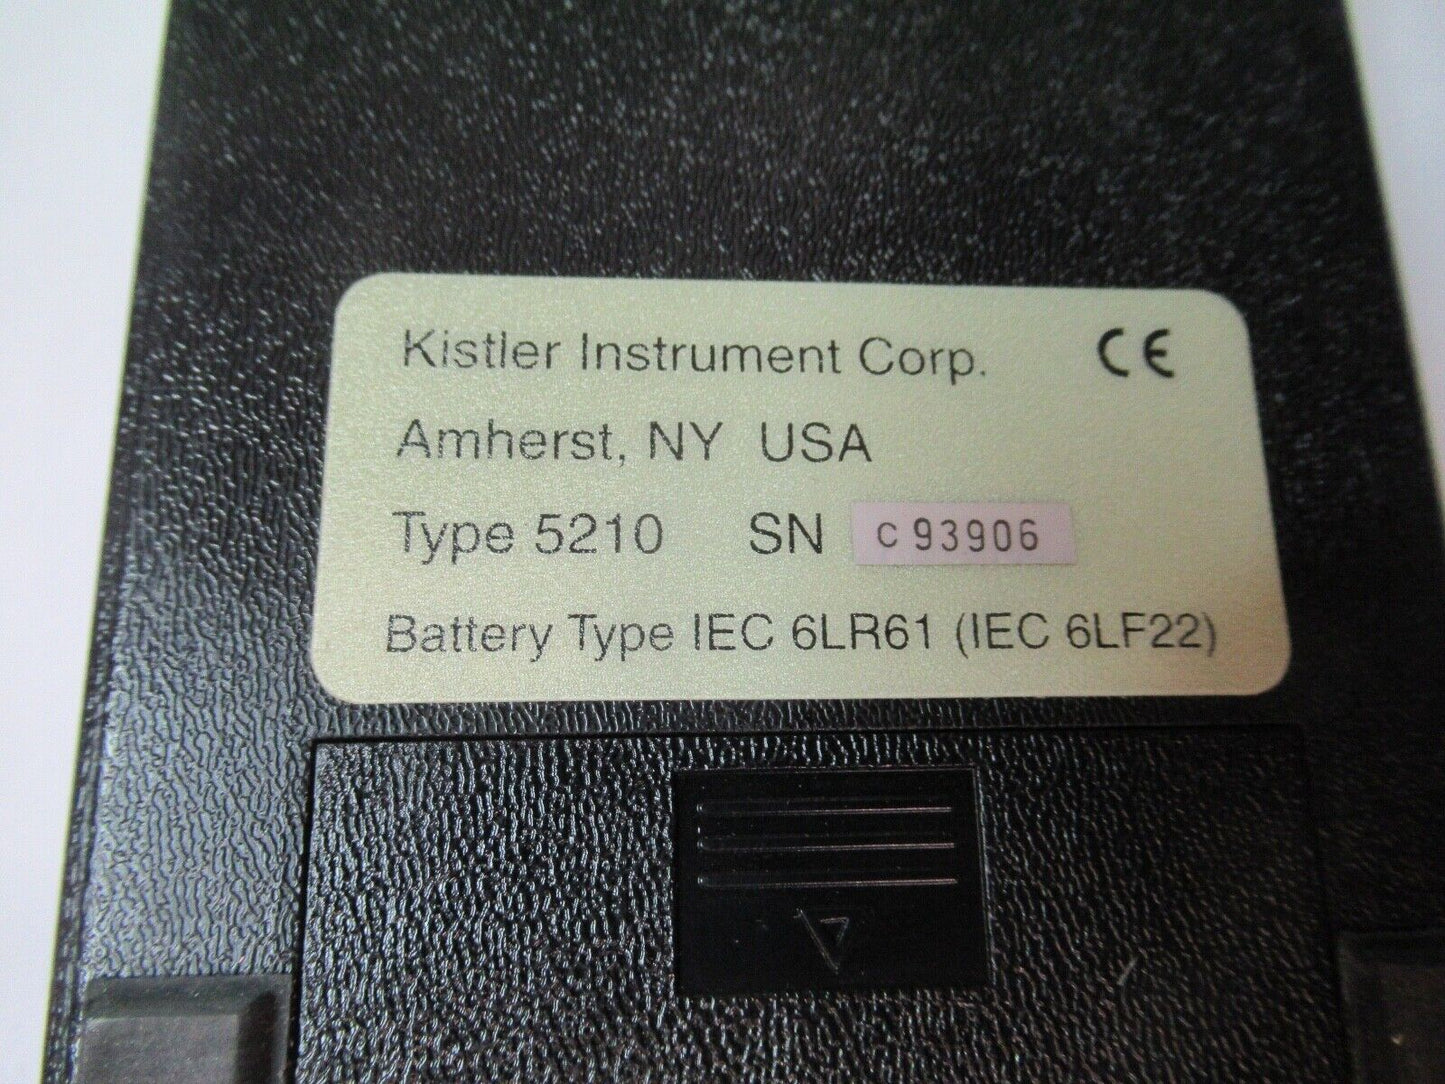 Kistler Instrument Corp. CE
Amherst, NY USA
Type 5210 SN C 93906
Battery Type IEC 6LR61 (IEC 6LF22)